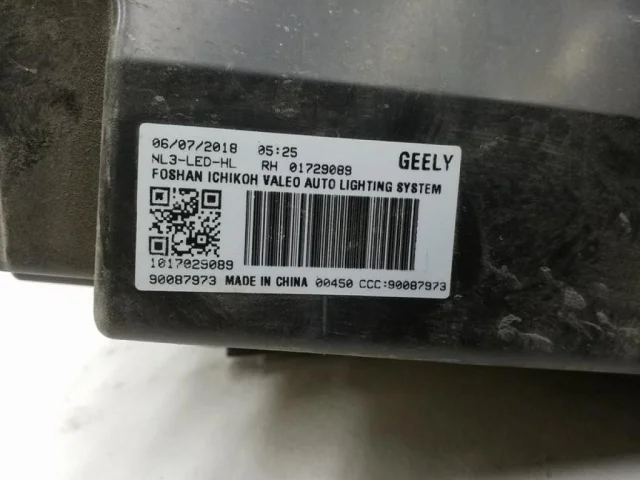 06/07/2018 05:25
NL3-LED-HL RH 01729089 GEELY
FOSHAN ICHIKOH VALEO AUTO LIGHTING SYSTEM
1017029089
90087973 MADE IN CHINA 00450 CCC:90087973